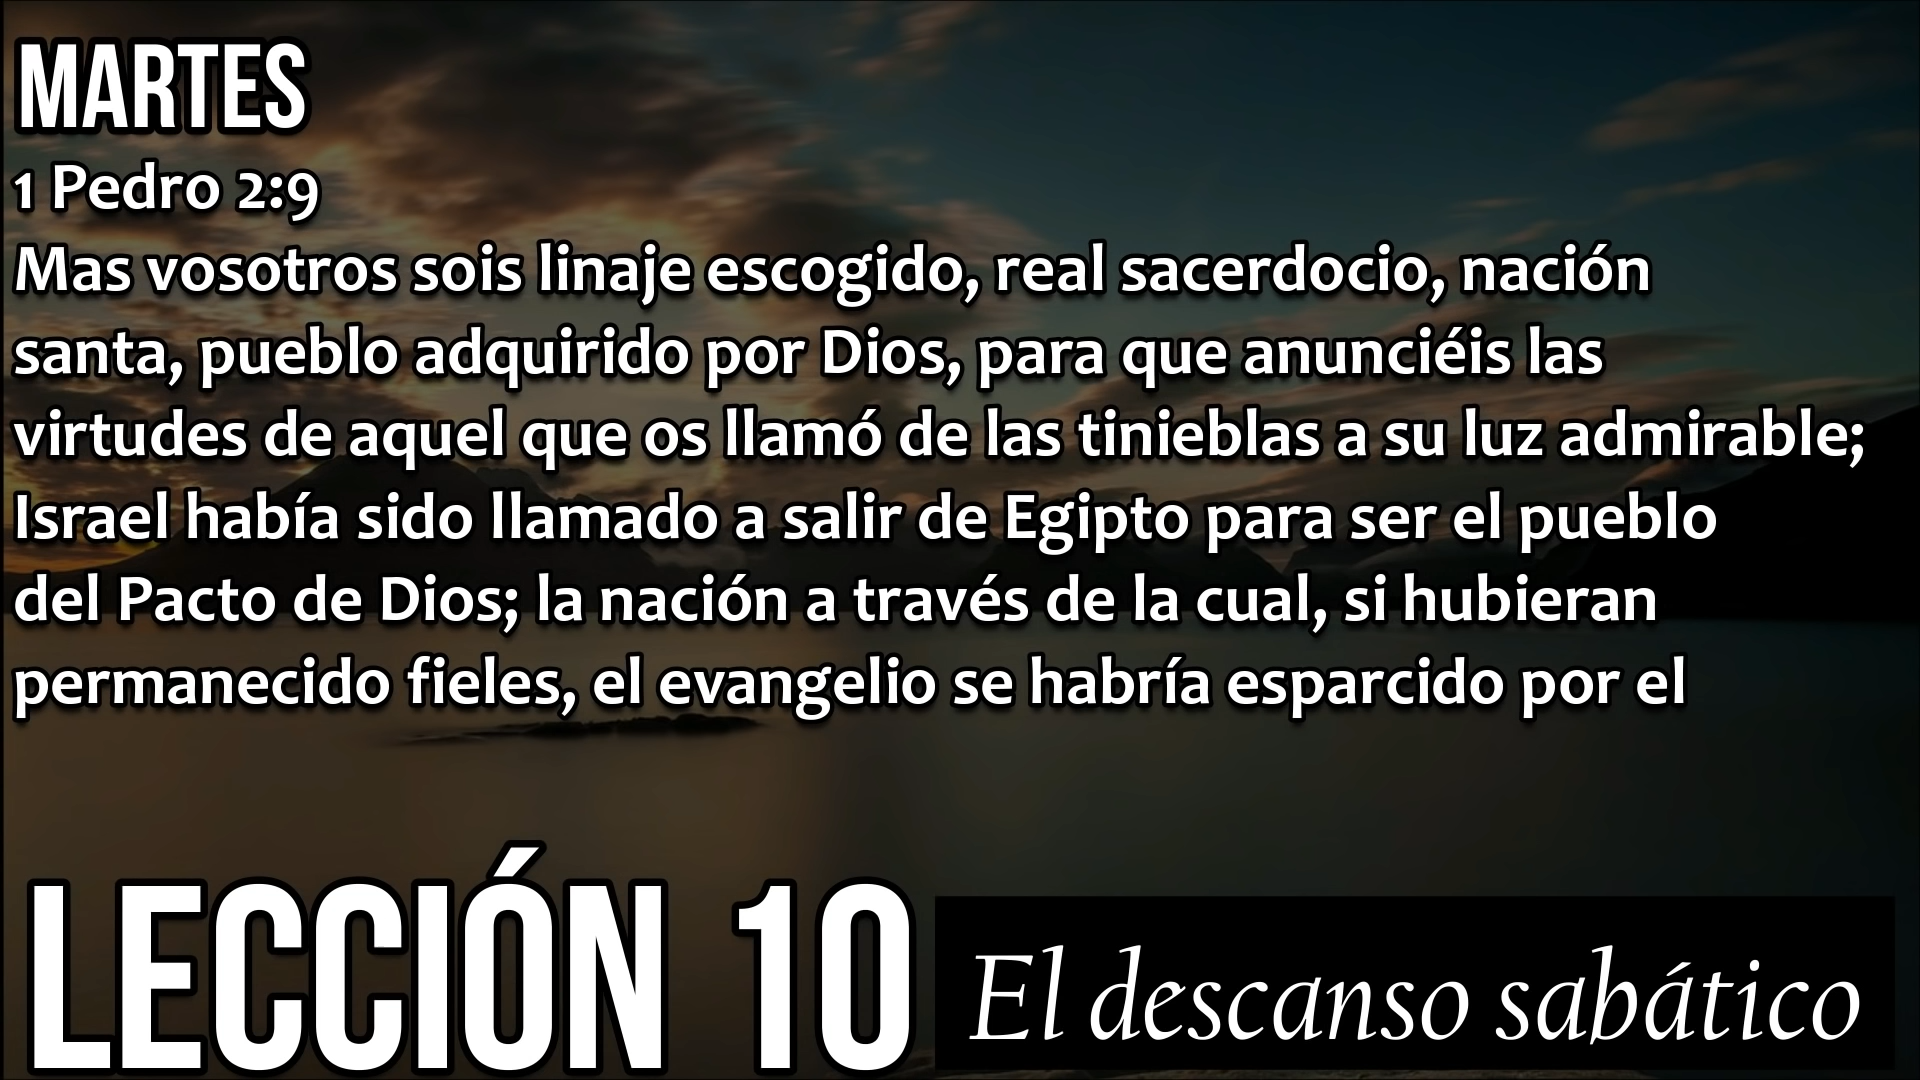 MARTES
1 Pedro 2:9
Mas vosotros sois linaje escogido, real sacerdocio, nación
santa, pueblo adquirido por Dios, para que anunciéis las
virtudes de aquel que os llamó de las tinieblas a su luz admirable;
Israel había sido llamado a salir de Egipto para ser el pueblo
del Pacto de Dios; la nación a través de la cual, si hubieran
permanecido fieles, el evangelio se habría esparcido por el
LECCIÓN 10
El descanso sabático